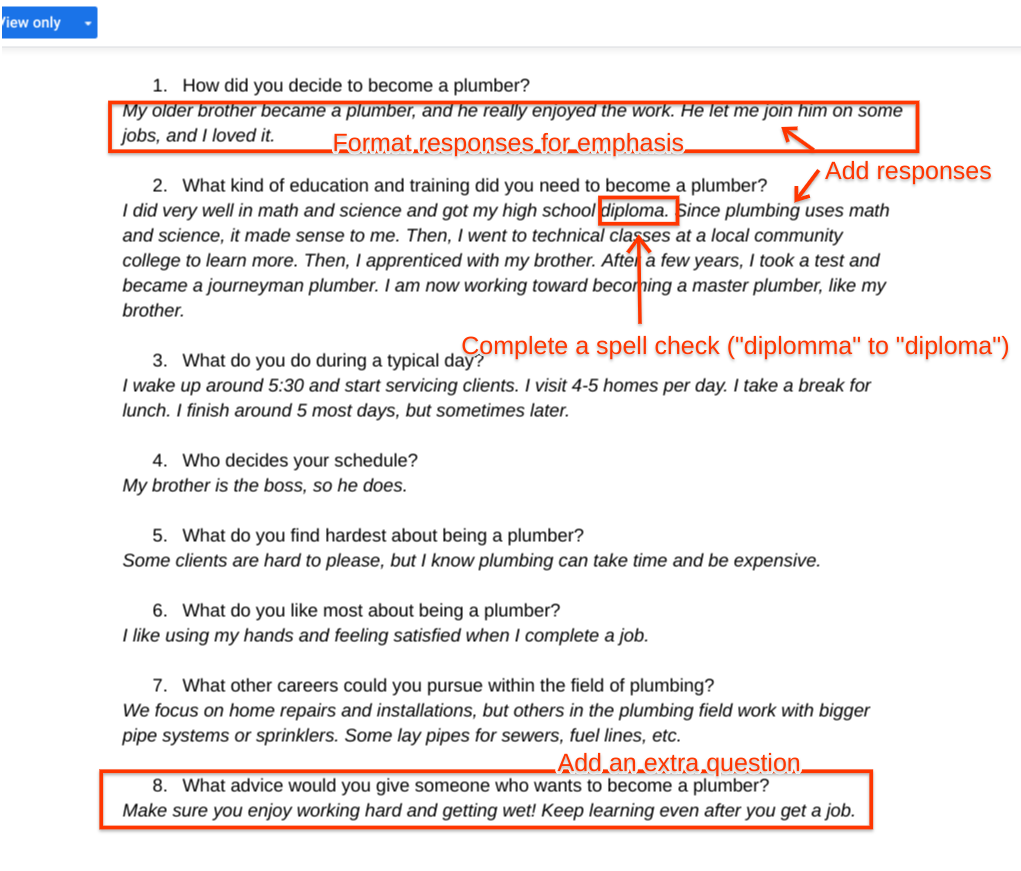 View only
1. How did you decide to become a plumber?
My older brother became a plumber, and he really enjoyed the work. He let me join him on some
jobs, and I loved it.
Format responses for emphasis
Add responses
2. What kind of education and training did you need to become a plumber?
I did very well in math and science and got my high school diploma. Since plumbing uses math
and science, it made sense to me. Then, I went to technical classes at a local community
college to learn more. Then, I apprenticed with my brother. After a few years, I took a test and
became a journeyman plumber. I am now working toward becoming a master plumber, like my
brother.
Complete a spell check ("diplomma" to "diploma")
3. What do you do during a typical day?
I wake up around 5:30 and start servicing clients. I visit 4-5 homes per day. I take a break for
lunch. I finish around 5 most days, but sometimes later.
4. Who decides your schedule?
My brother is the boss, so he does.
5. What do you find hardest about being a plumber?
Some clients are hard to please, but I know plumbing can take time and be expensive.
6. What do you like most about being a plumber?
I like using my hands and feeling satisfied when I complete a job.
7. What other careers could you pursue within the field of plumbing?
We focus on home repairs and installations, but others in the plumbing field work with bigger
pipe systems or sprinklers. Some lay pipes for sewers, fuel lines, etc.
Add an extra question
8. What advice would you give someone who wants to become a plumber?
Make sure you enjoy working hard and getting wet! Keep learning even after you get a job.